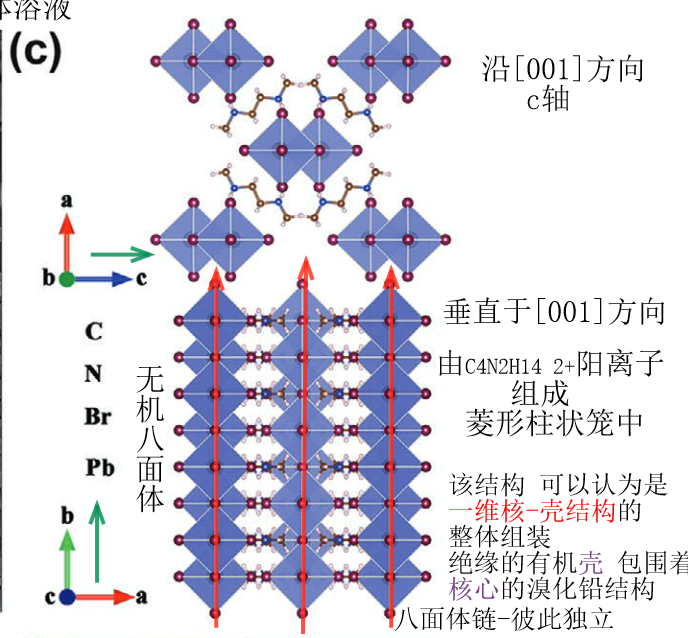 体溶液
(c)
沿[001]方向
c轴
a
b
c
垂直于[001]方向
C
N
Br
Pb
无机八面体
由C4N2H14 2+阳离子
组成
菱形柱状笼中
该结构 可以认为是
一维核-壳结构的
整体组装
绝缘的有机壳 包围着
核心的溴化铅结构
八面体链-彼此独立
b
c
a